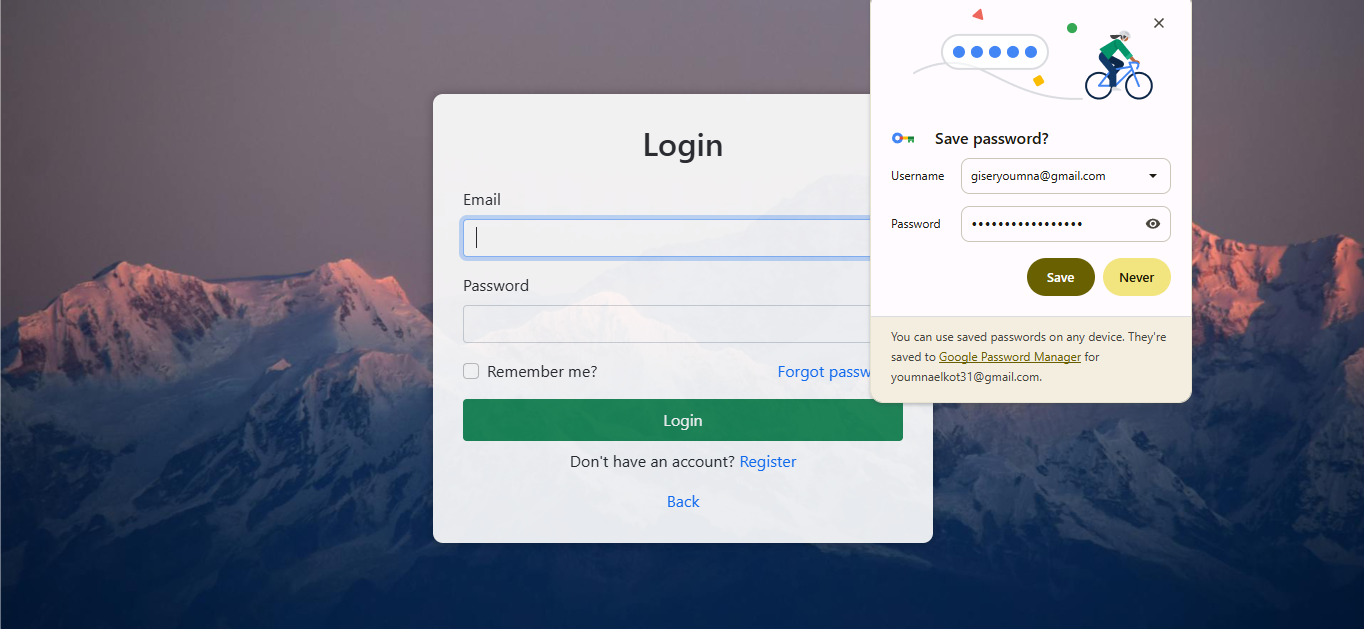 Login
Email
Password
Remember me?
Forgot passw
Login
Don't have an account? Register
Back
Save password?
Username
giseryoumna@gmail.com
Password
•••••••••••••••••
Save
Never
You can use saved passwords on any device. They're
saved to Google Password Manager for
youmnaelkot31@gmail.com.